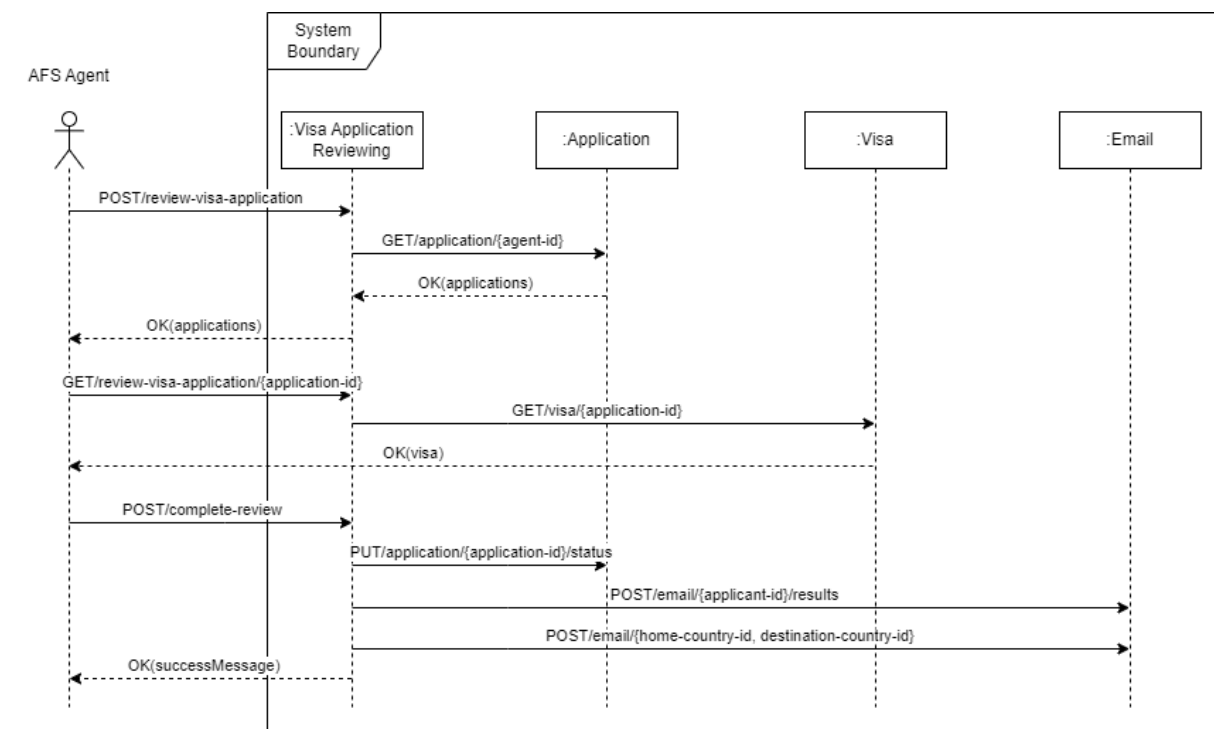 System
Boundary
AFS Agent
:Visa Application
Reviewing
:Application
:Visa
:Email
POST/review-visa-application
GET/application/{agent-id}
OK(applications)
OK(applications)
GET/review-visa-application/{application-id}
GET/visa/{application-id}
OK(visa)
POST/complete-review
PUT/application/{application-id}/status
POST/email/{applicant-id}/results
POST/email/{home-country-id, destination-country-id}
OK(successMessage)